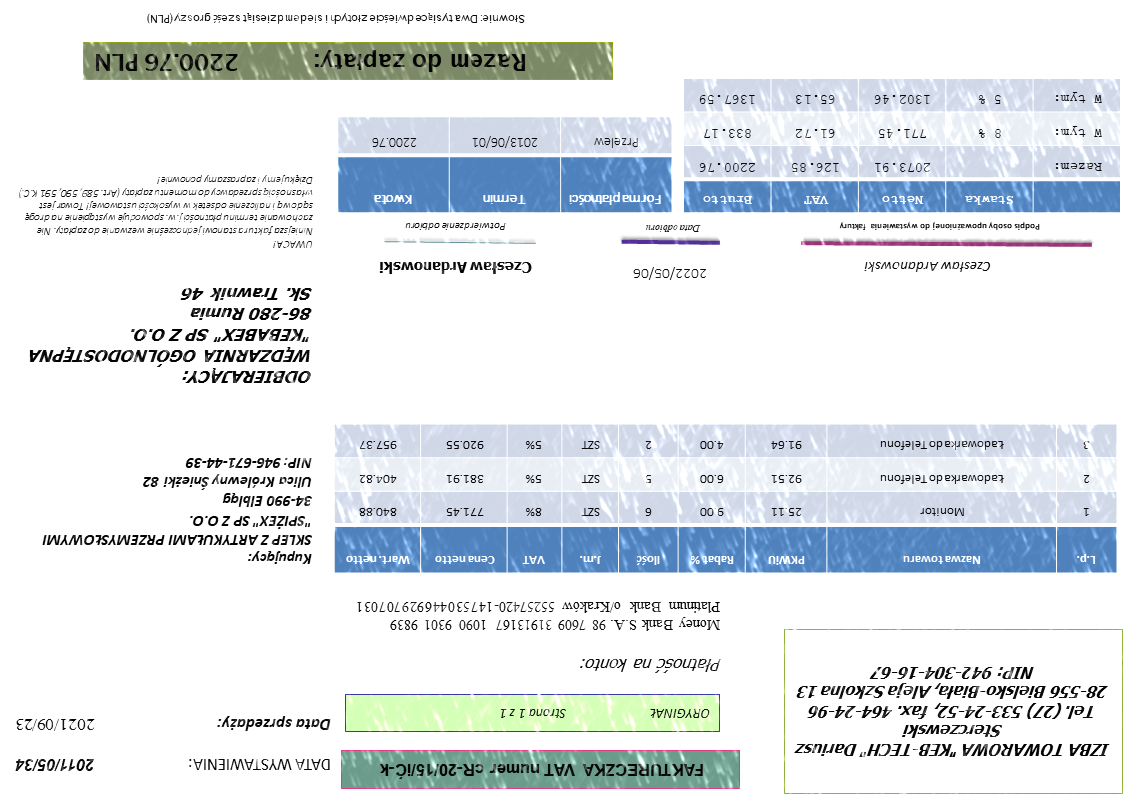 IZBA TOWAROWA "KEB-TECH" Dariusz
Sterczewski
Tel. (27) 533-24-52, fax. 464-24-96
28-556 Bielsko-Biała, Aleja Szkolna 13
NIP: 942-304-16-67
FAKTURECZKA VAT numer cR-20/15/IĆ-k
ORYGINAŁ Strona 1 z 1
DATA WYSTAWIENIA: 2011/05/34
Data sprzedaży: 2021/09/23
Płatność na konto:
Money Bank S.A. 98 7609 31913167 1090 9301 9839
Platinum Bank o/Kraków 55257420-1475304469297070­31
L.p. Nazwa towaru PKWiU Rabat % Ilość J.m. VAT Cena netto Wart. netto
1 Monitor 25.11 9.00 6 SZT 8% 771.45 840.88
2 Ładowarka do Telefonu 92.51 6.00 5 SZT 5% 381.91 404.82
3 Ładowarka do Telefonu 91.64 4.00 2 SZT 5% 920.55 957.37
Kupujący:
SKLEP Z ARTYKUŁAMI PRZEMYSŁOWYMI
"SPIŻEX" SP Z O.O.
34-990 Elbląg
Ulica Królewny Śnieżki 82
NIP: 946-671-44-39
ODBIERAJĄCY:
WĘDZARNIA OGÓLNODOSTĘPNA
"KEBABEX" SP Z O.O.
86-280 Rumia
Sk. Trawnik 46
Czesław Ardanowski
Podpis osoby upoważnionej do wystawienia faktury
2022/05/06
Data odbioru
Czesław Ardanowski
Potwierdzenie odbioru
Stawka Netto VAT Brutto
Razem: 2073.91 126.85 2200.76
W tym: 8 % 771.45 61.72 833.17
W tym: 5 % 1302.46 65.13 1367.59
Forma płatności Termin Kwota
Przelew 2013/06/01 2200.76
UWAGA!
Niniejsza faktura stanowi jednocześnie wezwanie do zapłaty. Nie
zachowanie terminu płatności j.w. spowoduje wystąpienie na drogę
sądową i naliczenie odsetek w wysokości ustawowej! Towar jest
własnością sprzedawcy do momentu zapłaty (Art. 583, 590, 591 K.C.)
Dziękujemy i zapraszamy ponownie!
Razem do zapłaty: 2200.76 PLN
Słownie: Dwa tysiące dwieście złotych i siedemdziesiąt sześć groszy (PLN)